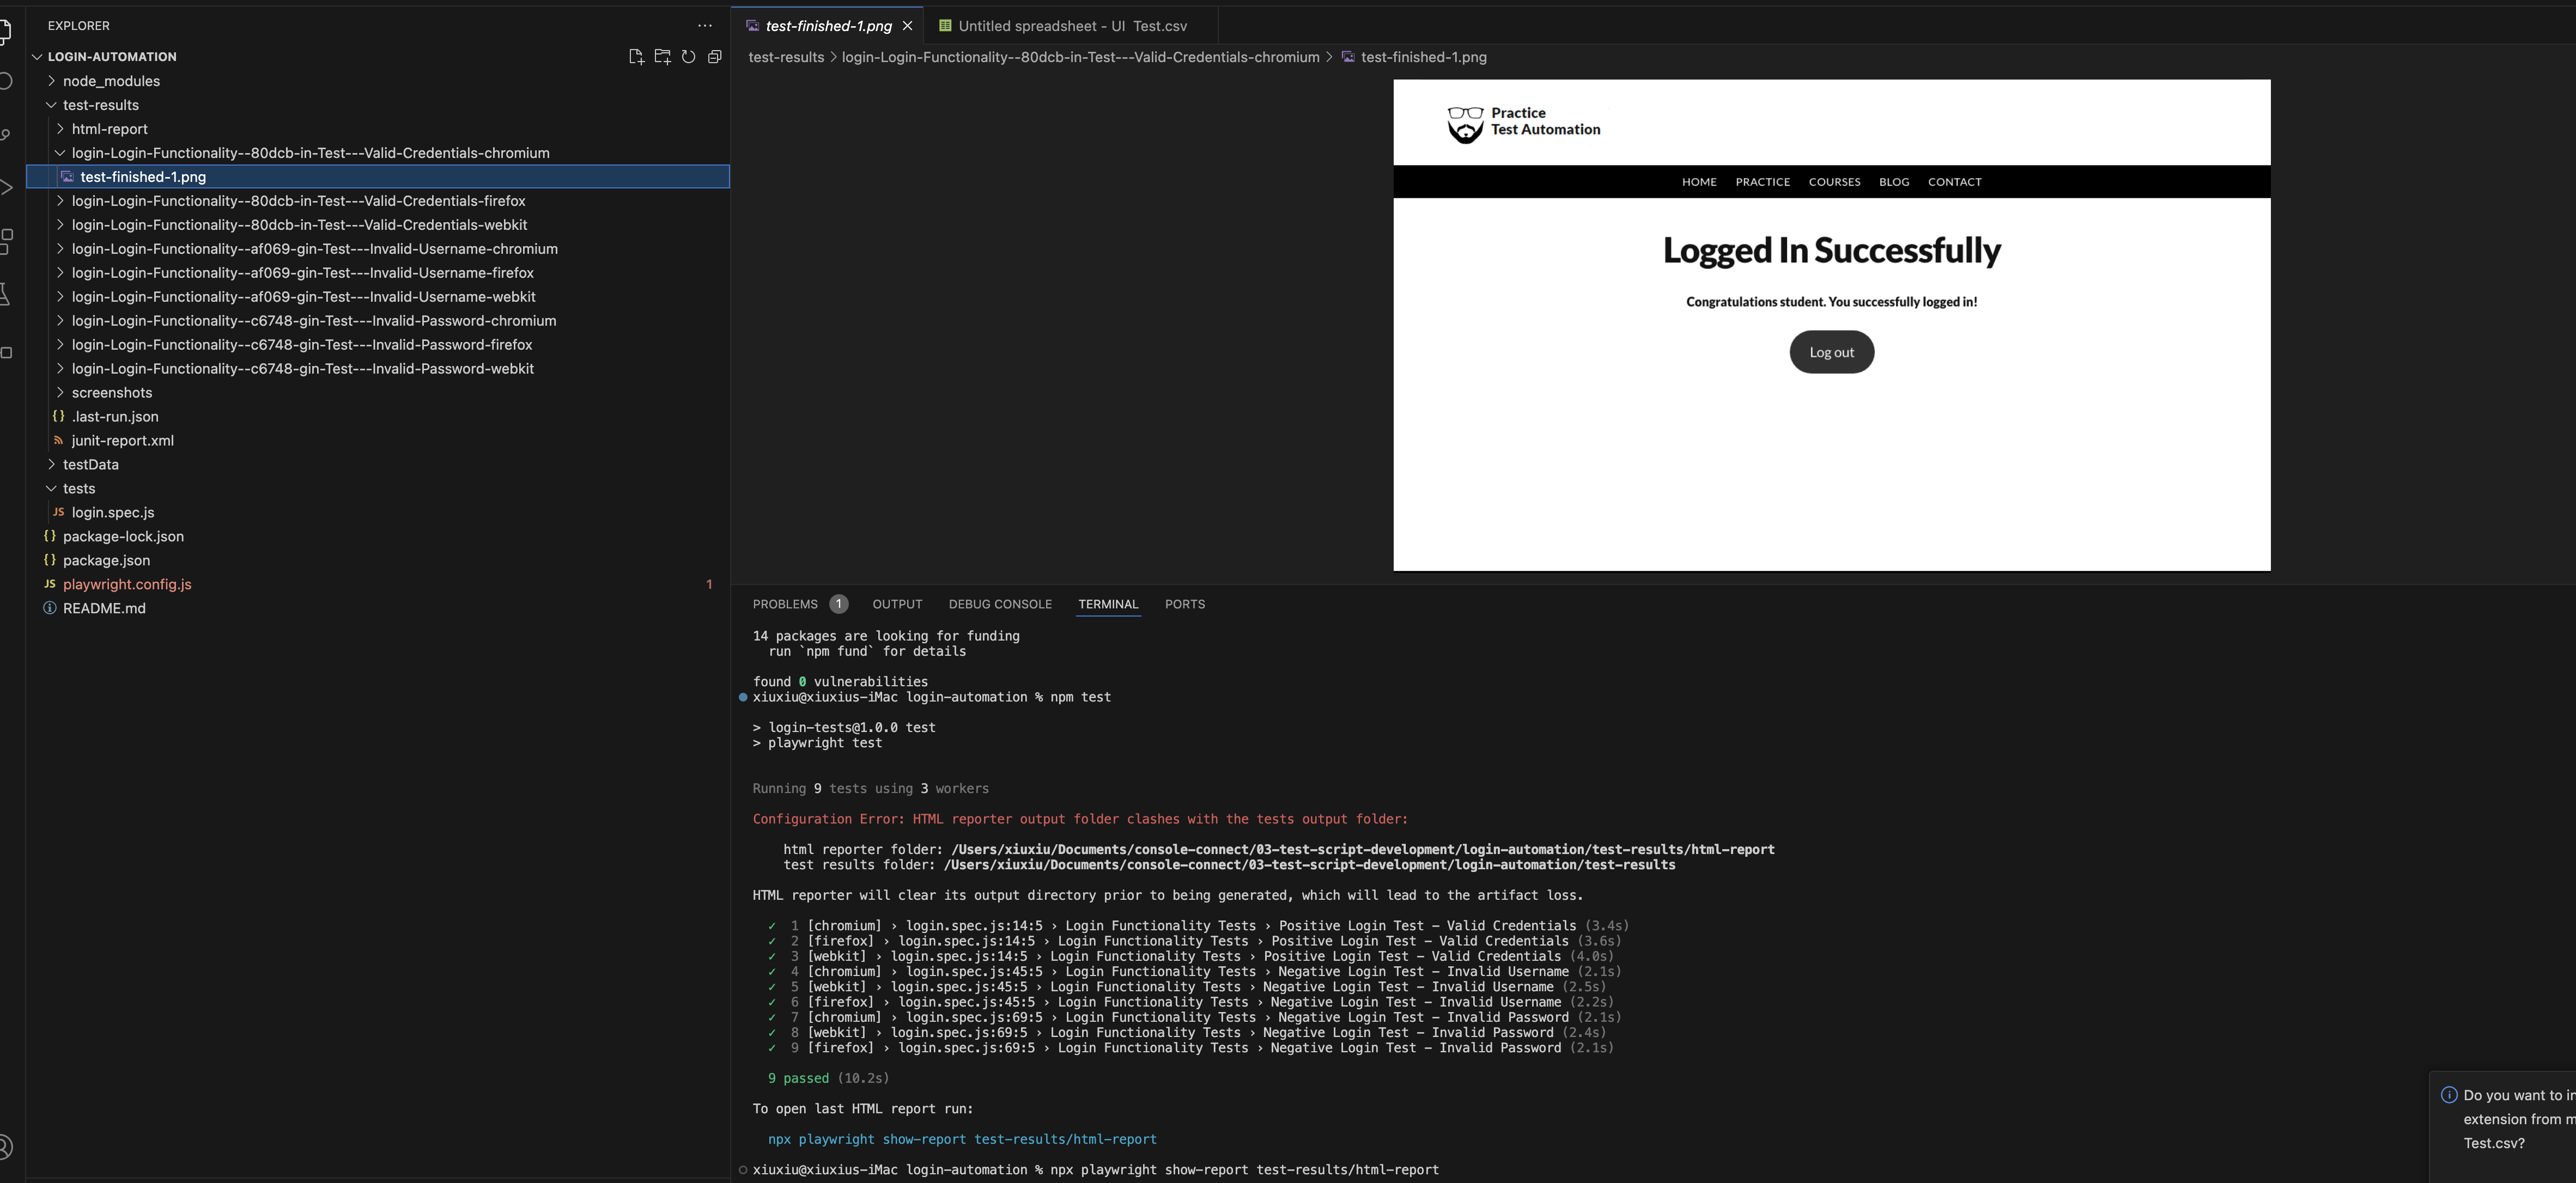 EXPLORER
LOGIN-AUTOMATION
node_modules
test-results
html-report
login-Login-Functionality--80dcb-in-Test---Valid-Credentials-chromium
test-finished-1.png
login-Login-Functionality--80dcb-in-Test---Valid-Credentials-firefox
login-Login-Functionality--80dcb-in-Test---Valid-Credentials-webkit
login-Login-Functionality--af069-gin-Test---Invalid-Username-chromium
login-Login-Functionality--af069-gin-Test---Invalid-Username-firefox
login-Login-Functionality--af069-gin-Test---Invalid-Username-webkit
login-Login-Functionality--c6748-gin-Test---Invalid-Password-chromium
login-Login-Functionality--c6748-gin-Test---Invalid-Password-firefox
login-Login-Functionality--c6748-gin-Test---Invalid-Password-webkit
screenshots
{} .last-run.json
junit-report.xml
testData
tests
JS login.spec.js
{} package-lock.json
{} package.json
JS playwright.config.js 1
README.md
test-finished-1.png
Untitled spreadsheet - UI Test.csv
test-results > login-Login-Functionality--80dcb-in-Test---Valid-Credentials-chromium > test-finished-1.png
Practice
Test Automation
HOME PRACTICE COURSES BLOG CONTACT
Logged In Successfully
Congratulations student. You successfully logged in!
Log out
PROBLEMS 1 OUTPUT DEBUG CONSOLE TERMINAL PORTS
14 packages are looking for funding
run `npm fund` for details
found 0 vulnerabilities
xiuxiu@xiuxius-iMac login-automation % npm test
> login-tests@1.0.0 test
> playwright test
Running 9 tests using 3 workers
Configuration Error: HTML reporter output folder clashes with the tests output folder:
html reporter folder: /Users/xiuxiu/Documents/console-connect/03-test-script-development/login-automation/test-results/html-report
test results folder: /Users/xiuxiu/Documents/console-connect/03-test-script-development/login-automation/test-results
HTML reporter will clear its output directory prior to being generated, which will lead to the artifact loss.
✓ 1 [chromium] › login.spec.js:14:5 › Login Functionality Tests › Positive Login Test – Valid Credentials (3.4s)
✓ 2 [firefox] › login.spec.js:14:5 › Login Functionality Tests › Positive Login Test – Valid Credentials (3.6s)
✓ 3 [webkit] › login.spec.js:14:5 › Login Functionality Tests › Positive Login Test – Valid Credentials (4.0s)
✓ 4 [chromium] › login.spec.js:45:5 › Login Functionality Tests › Negative Login Test – Invalid Username (2.1s)
✓ 5 [webkit] › login.spec.js:45:5 › Login Functionality Tests › Negative Login Test – Invalid Username (2.5s)
✓ 6 [firefox] › login.spec.js:45:5 › Login Functionality Tests › Negative Login Test – Invalid Username (2.2s)
✓ 7 [chromium] › login.spec.js:69:5 › Login Functionality Tests › Negative Login Test – Invalid Password (2.1s)
✓ 8 [webkit] › login.spec.js:69:5 › Login Functionality Tests › Negative Login Test – Invalid Password (2.4s)
✓ 9 [firefox] › login.spec.js:69:5 › Login Functionality Tests › Negative Login Test – Invalid Password (2.1s)
9 passed (10.2s)
To open last HTML report run:
npx playwright show-report test-results/html-report
xiuxiu@xiuxius-iMac login-automation % npx playwright show-report test-results/html-report
Do you want to in
extension from m
Test.csv?